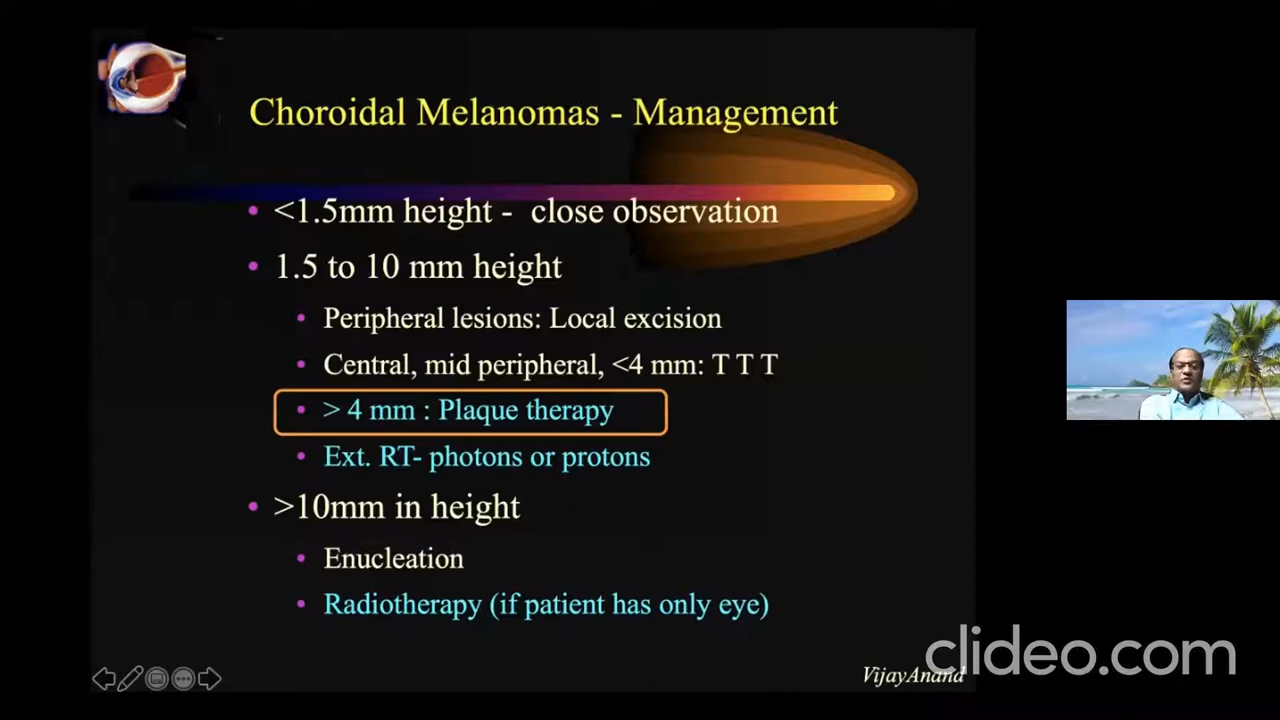 Choroidal Melanomas - Management
• <1.5mm height - close observation
• 1.5 to 10 mm height
• Peripheral lesions: Local excision
• Central, mid peripheral, <4 mm: T T T
• > 4 mm : Plaque therapy
• Ext. RT- photons or protons
• >10mm in height
• Enucleation
• Radiotherapy (if patient has only eye)
VijayAnand
clideo.com